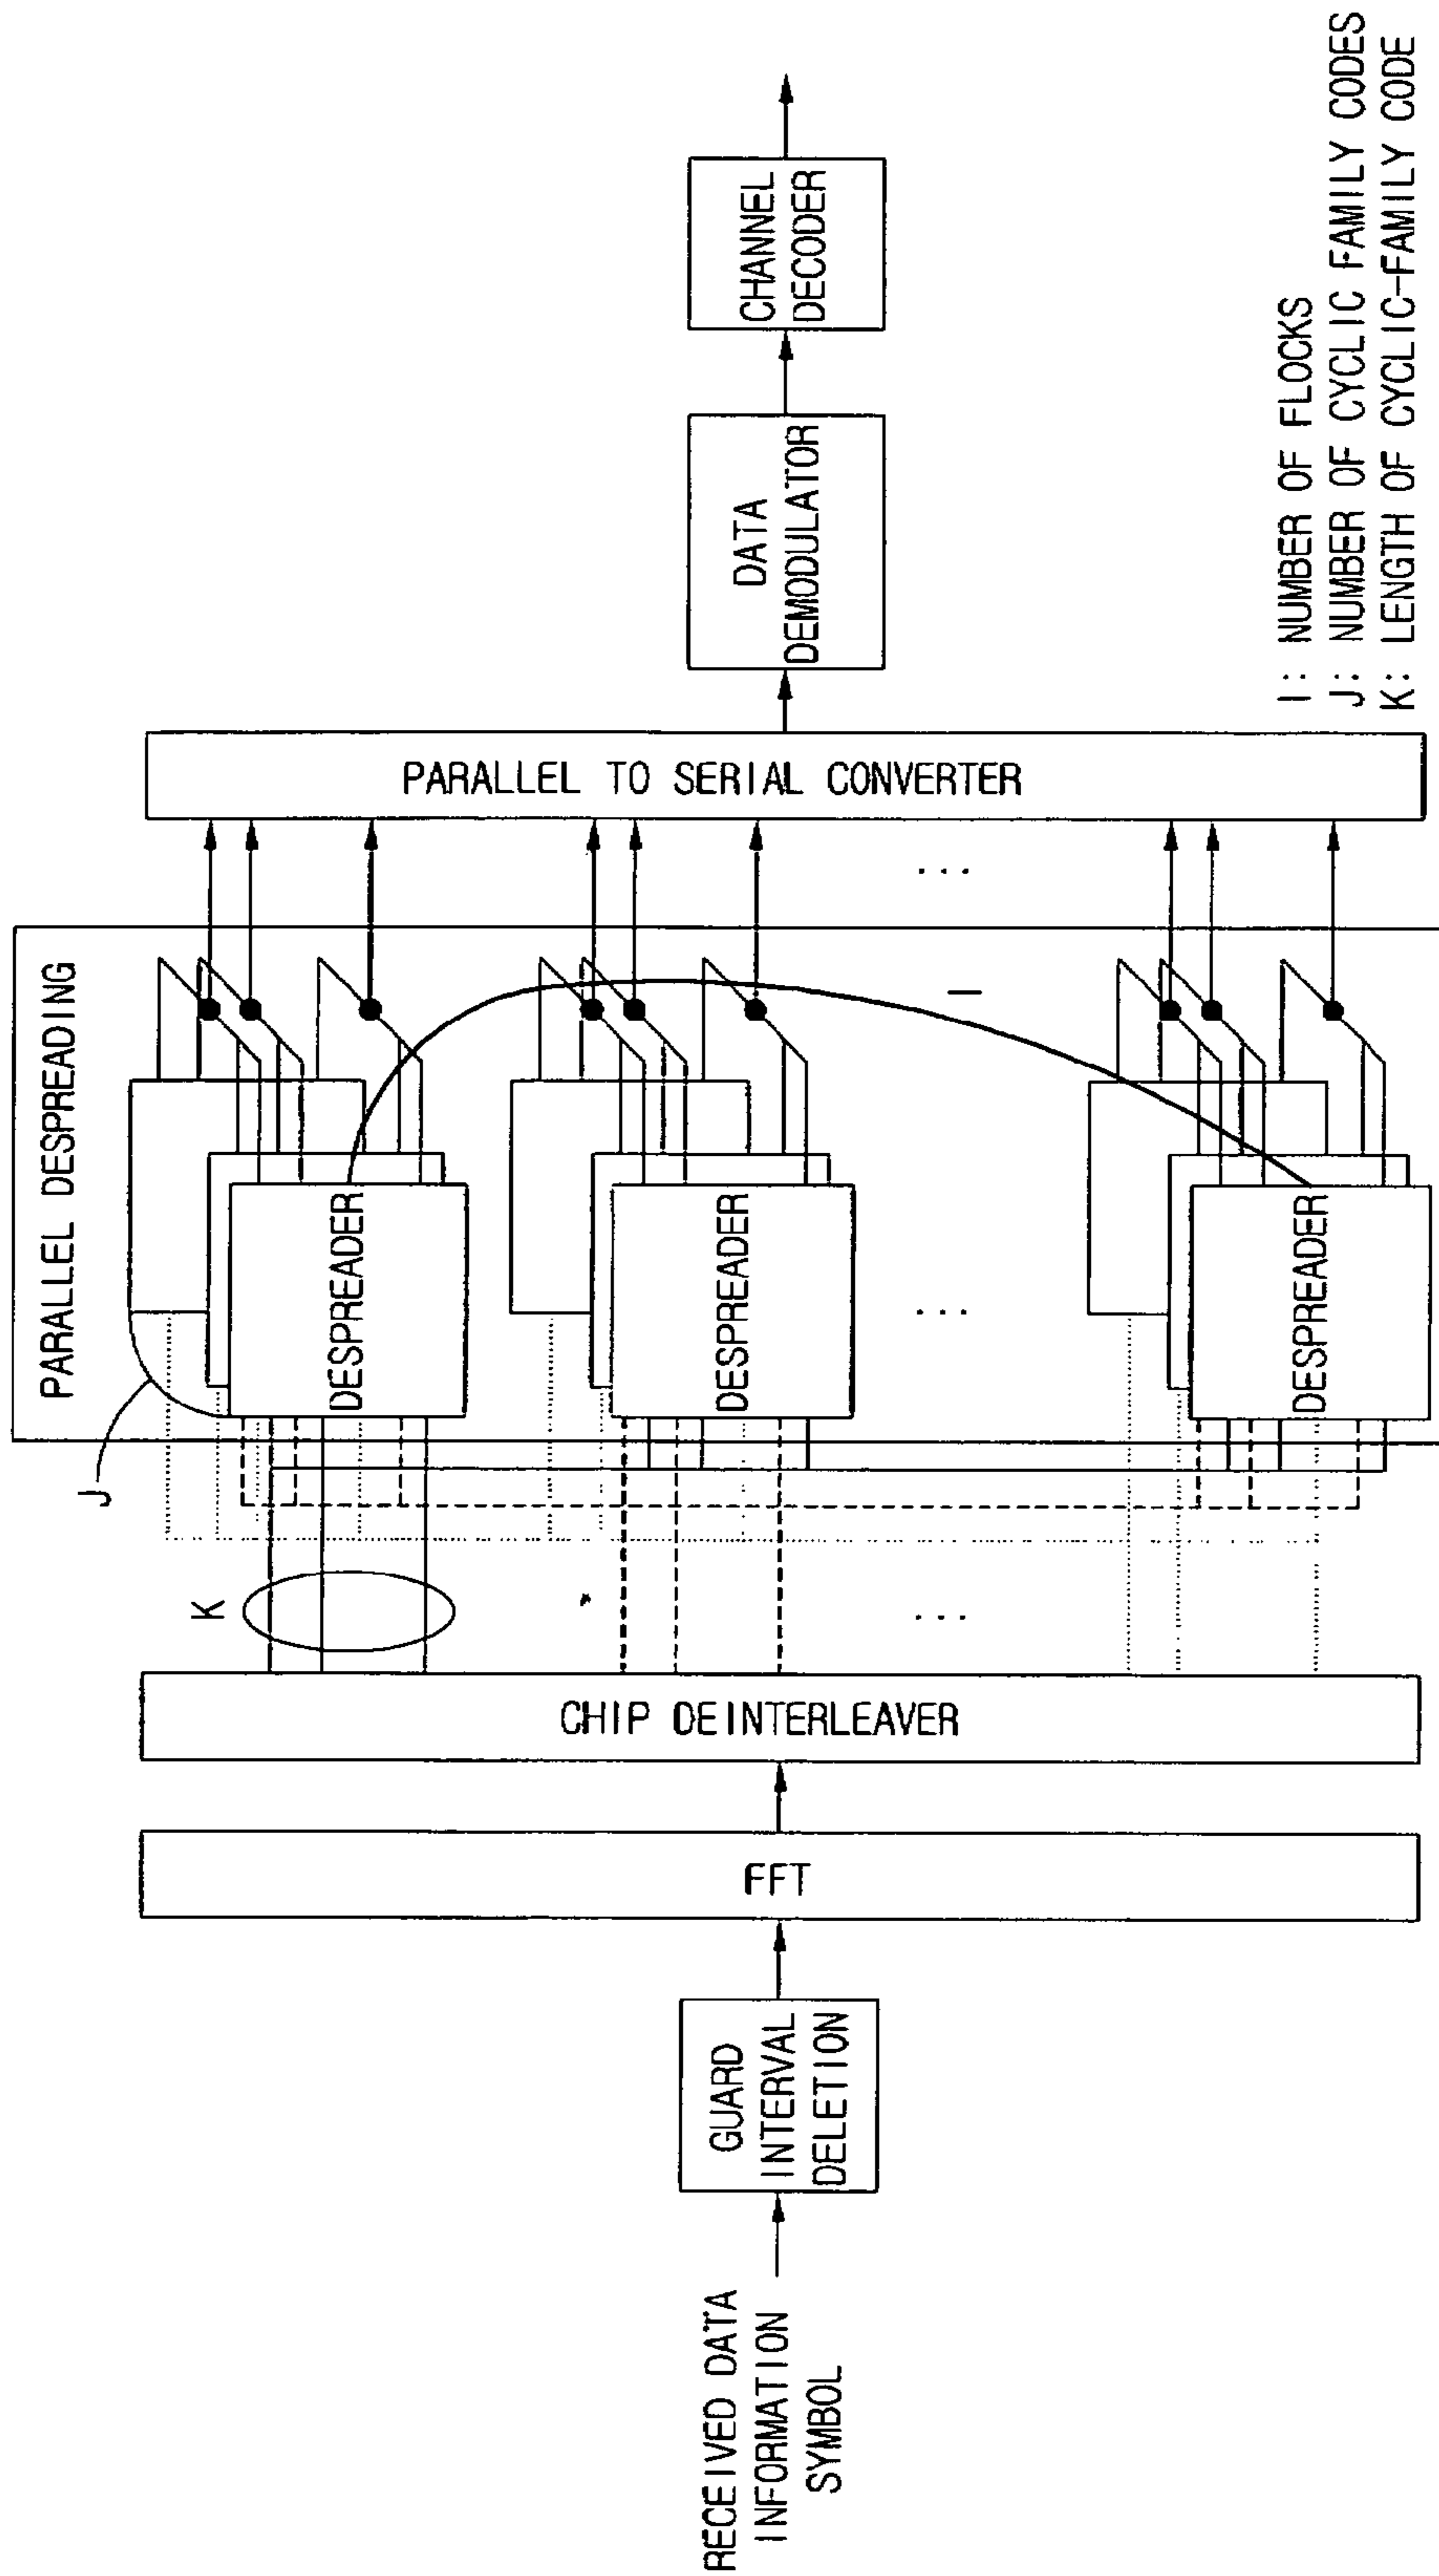 RECEIVED DATA
INFORMATION
SYMBOL
GUARD
INTERVAL
DELETION
FFT
CHIP DEINTERLEAVER
K
...
J
PARALLEL DESPREADING
DESPREADER
DESPREADER
...
DESPREADER
I
...
PARALLEL TO SERIAL CONVERTER
DATA
DEMODULATOR
CHANNEL
DECODER
I: NUMBER OF FLOCKS
J: NUMBER OF CYCLIC FAMILY CODES
K: LENGTH OF CYCLIC-FAMILY CODE